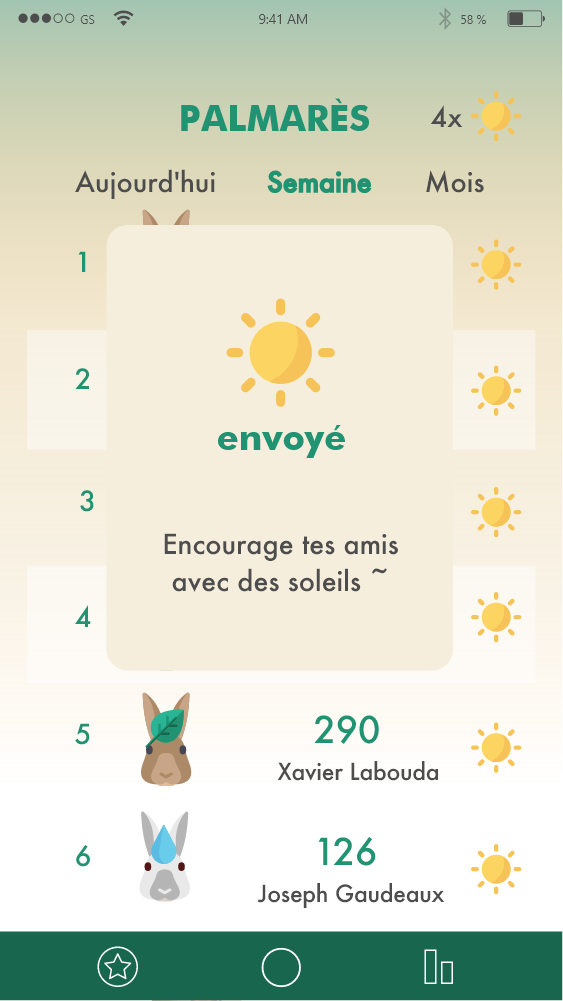 GS 9:41 AM 58 %
PALMARÈS 4x
Aujourd'hui Semaine Mois
1
2
envoyé
3
Encourage tes amis
avec des soleils ~
4
5 290
Xavier Labouda
6 126
Joseph Gaudeaux